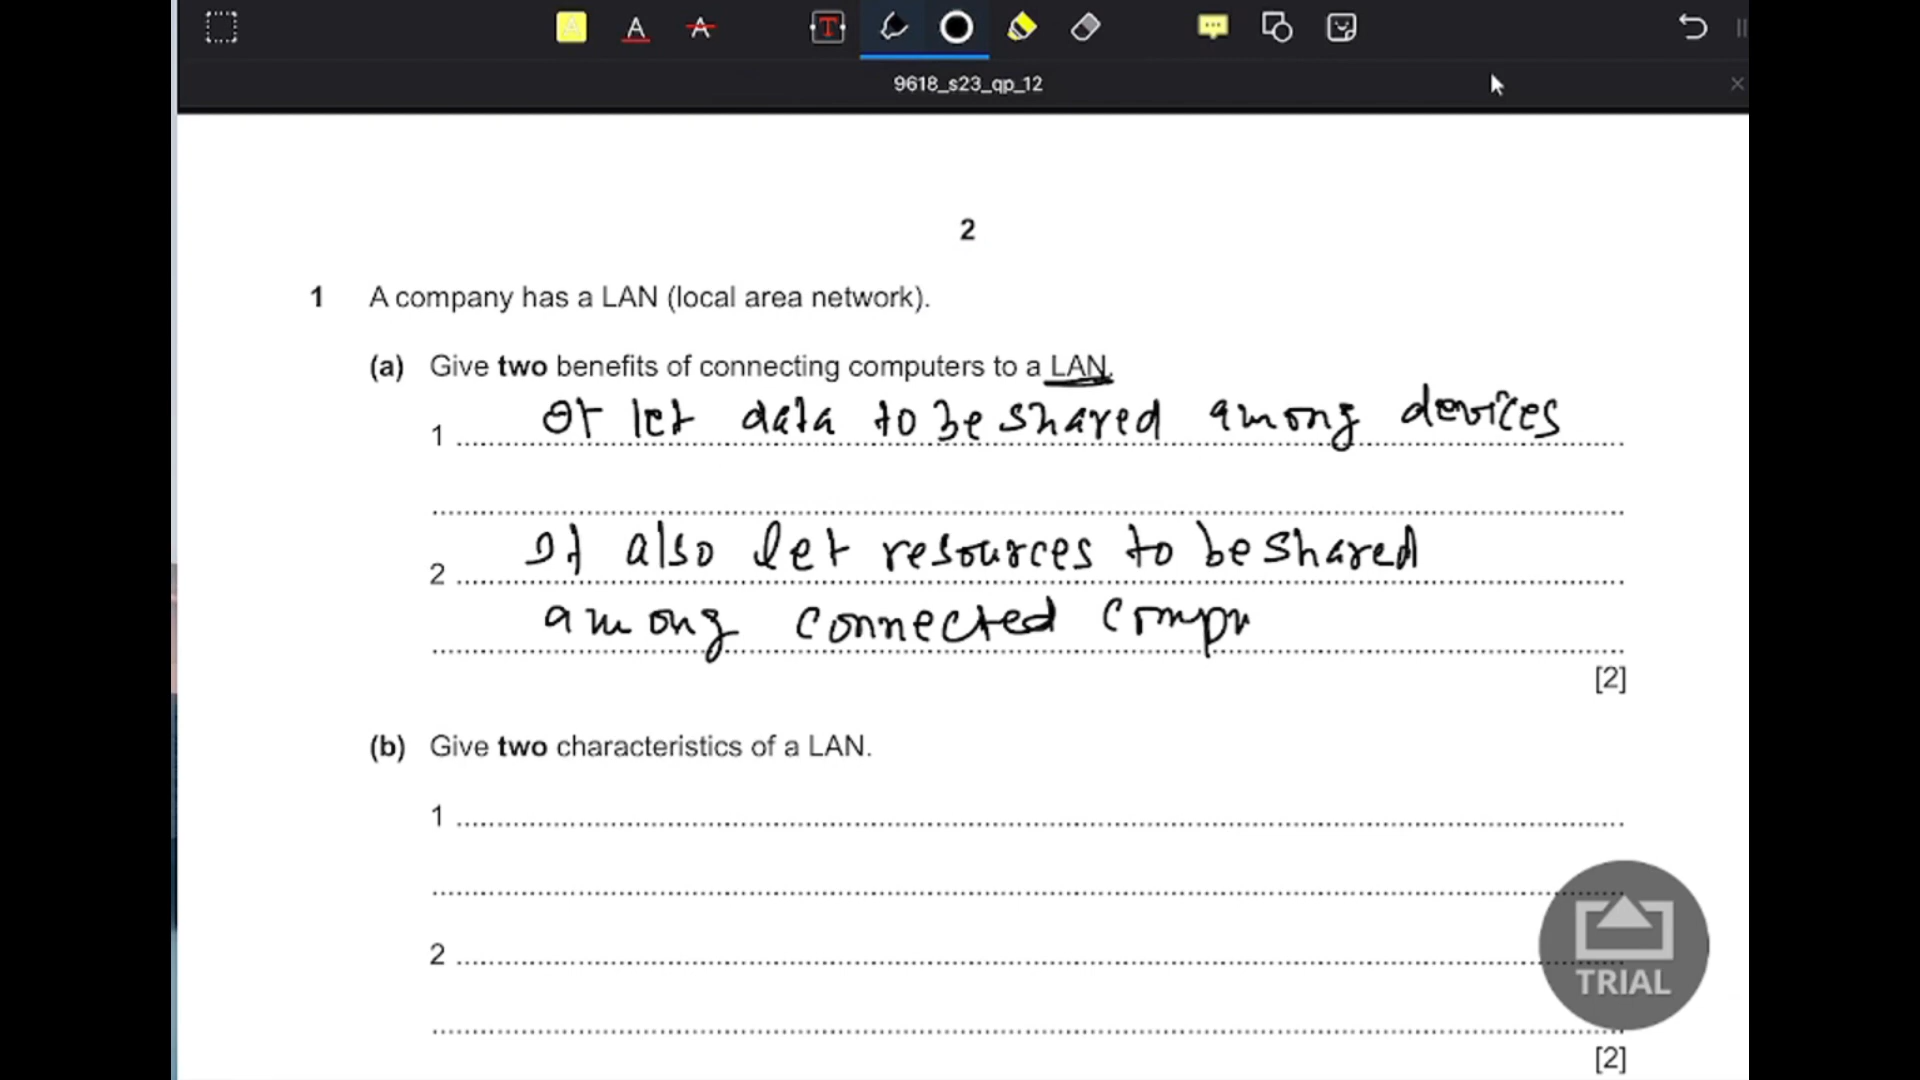 9618_s23_qp_12
2
1 A company has a LAN (local area network).
(a) Give two benefits of connecting computers to a LAN.
1 It let data to be shared among devices
2 It also let resources to be shared
among connected comp
[2]
(b) Give two characteristics of a LAN.
1
2
[2]
TRIAL